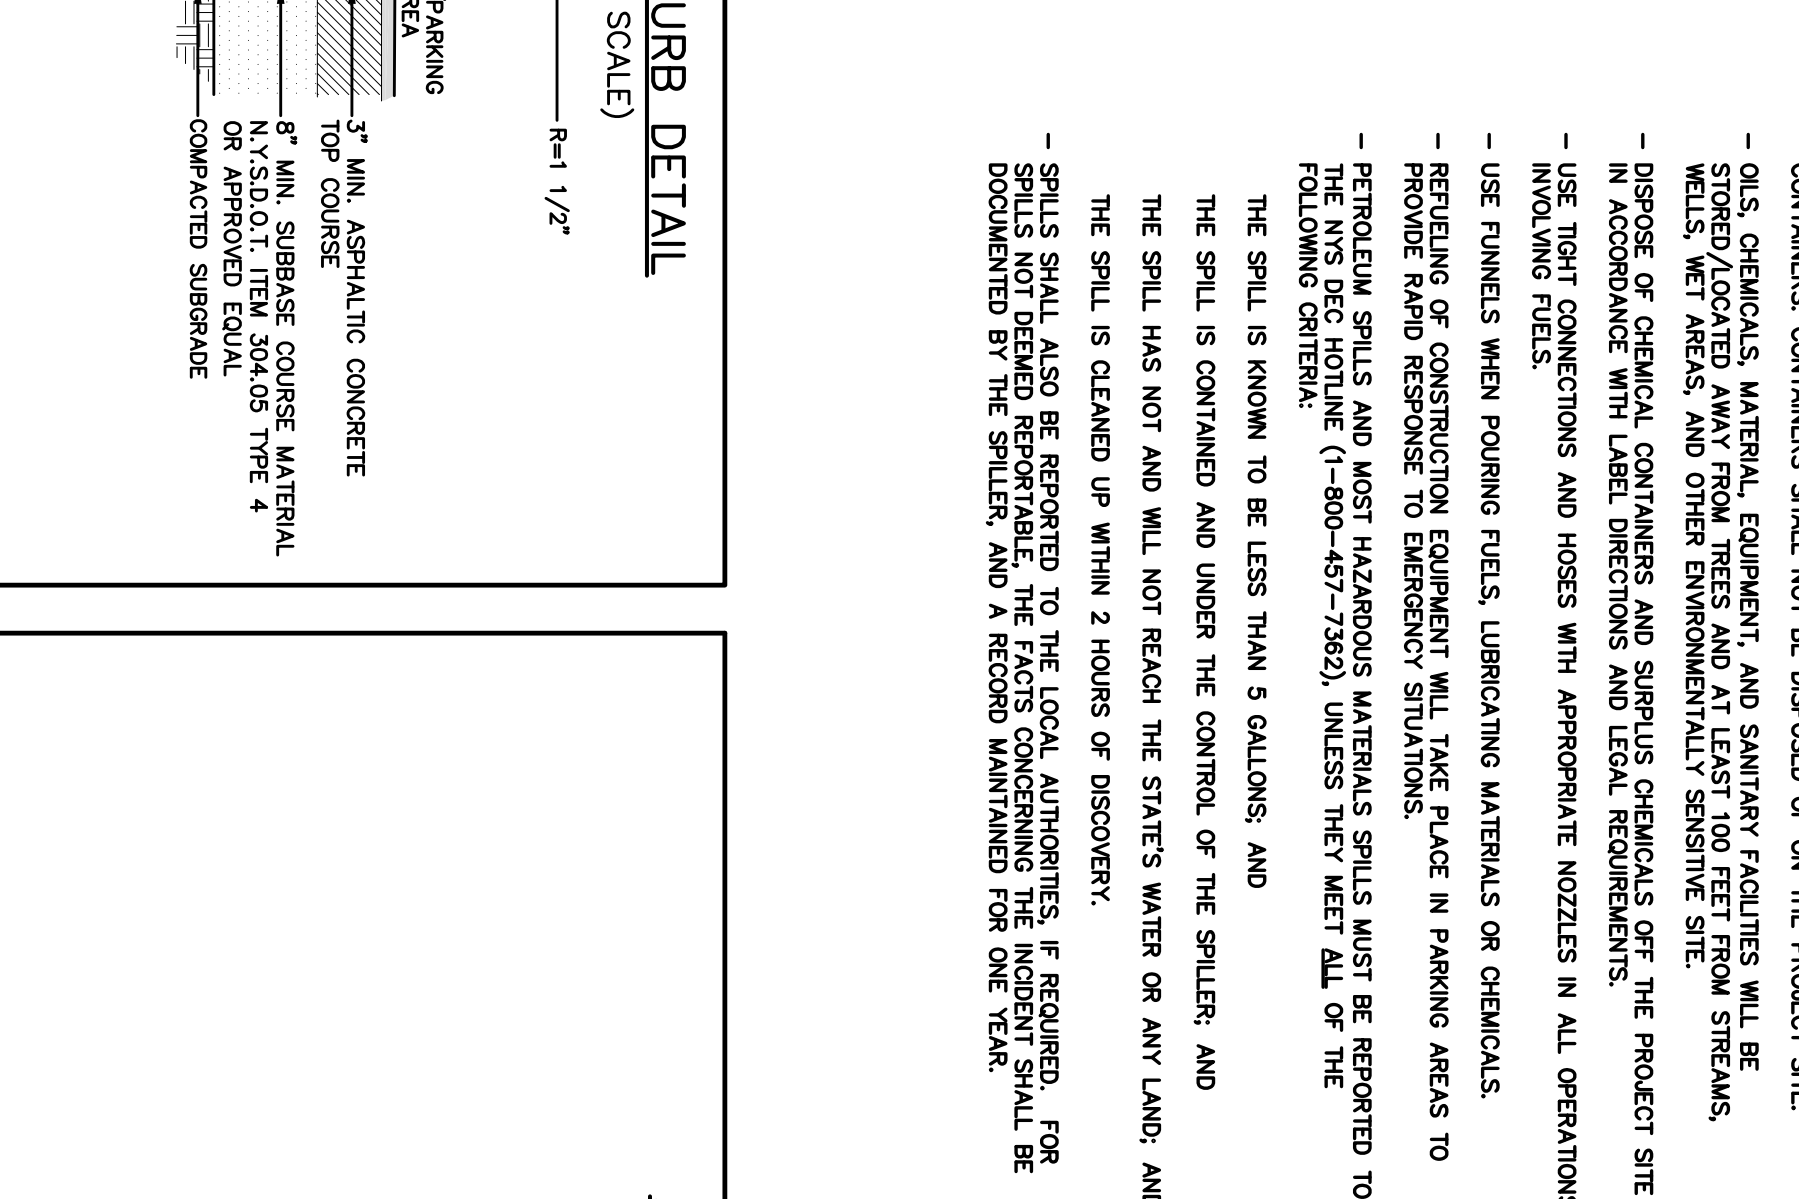 - OILS, CHEMICALS, MATERIAL, EQUIPMENT, AND SANITARY FACILITIES WILL BE
STORED/LOCATED AWAY FROM TREES AND AT LEAST 100 FEET FROM STREAMS,
WELLS, WET AREAS, AND OTHER ENVIRONMENTALLY SENSITIVE SITE.
- DISPOSE OF CHEMICAL CONTAINERS AND SURPLUS CHEMICALS OFF THE PROJECT SITE
IN ACCORDANCE WITH LABEL DIRECTIONS AND LEGAL REQUIREMENTS.
- USE TIGHT CONNECTIONS AND HOSES WITH APPROPRIATE NOZZLES IN ALL OPERATIONS
INVOLVING FUELS.
- USE FUNNELS WHEN POURING FUELS, LUBRICATING MATERIALS OR CHEMICALS.
- REFUELING OF CONSTRUCTION EQUIPMENT WILL TAKE PLACE IN PARKING AREAS TO
PROVIDE RAPID RESPONSE TO EMERGENCY SITUATIONS.
- PETROLEUM SPILLS AND MOST HAZARDOUS MATERIALS SPILLS MUST BE REPORTED TO
THE NYS DEC HOTLINE (1-800-457-7362), UNLESS THEY MEET ALL OF THE
FOLLOWING CRITERIA:
THE SPILL IS KNOWN TO BE LESS THAN 5 GALLONS; AND
THE SPILL IS CONTAINED AND UNDER THE CONTROL OF THE SPILLER; AND
THE SPILL HAS NOT AND WILL NOT REACH THE STATE'S WATER OR ANY LAND; AND
THE SPILL IS CLEANED UP WITHIN 2 HOURS OF DISCOVERY.
- SPILLS SHALL ALSO BE REPORTED TO THE LOCAL AUTHORITIES, IF REQUIRED. FOR
SPILLS NOT DEEMED REPORTABLE, THE FACTS CONCERNING THE INCIDENT SHALL BE
DOCUMENTED BY THE SPILLER, AND A RECORD MAINTAINED FOR ONE YEAR.
URB DETAIL
SCALE)
R=1 1/2"
PARKING
REA
3" MIN. ASPHALTIC CONCRETE
TOP COURSE
8" MIN. SUBBASE COURSE MATERIAL
N.Y.S.D.O.T. ITEM 304.05 TYPE 4
OR APPROVED EQUAL
COMPACTED SUBGRADE